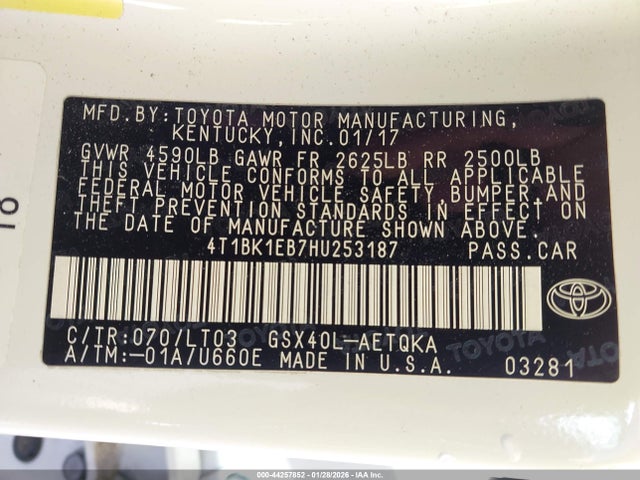 MFD.BY:TOYOTA MOTOR MANUFACTURING,
KENTUCKY,INC.01/17
GVWR 4590LB GAWR FR 2625LB RR 2500LB
THIS VEHICLE CONFORMS TO ALL APPLICABLE
FEDERAL MOTOR VEHICLE SAFETY,BUMPER,AND
THEFT PREVENTION STANDARDS IN EFFECT ON
THE DATE OF MANUFACTURE SHOWN ABOVE.
4T1BK1EB7HU253187 PASS.CAR
C/TR:070/LT03 GSX40L-AETQKA
A/TM:-01A/U660E MADE IN U.S.A. 03281
TOYOTA
000-44257852 - 01/28/2026 - IAA Inc.